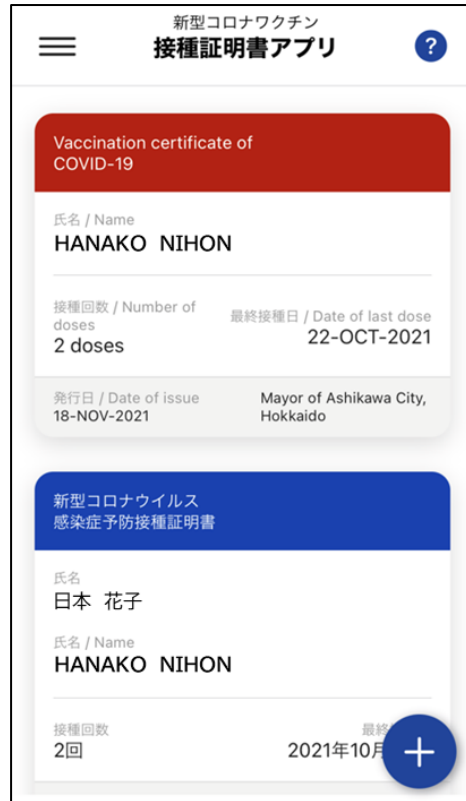 新型コロナワクチン
接種証明書アプリ
?
Vaccination certificate of
COVID-19
氏名 / Name
HANAKO NIHON
接種回数 / Number of
doses
2 doses
最終接種日 / Date of last dose
22-OCT-2021
発行日 / Date of issue
18-NOV-2021
Mayor of Ashikawa City,
Hokkaido
新型コロナウイルス
感染症予防接種証明書
氏名
日本 花子
氏名 / Name
HANAKO NIHON
接種回数
2回
最終
2021年10月